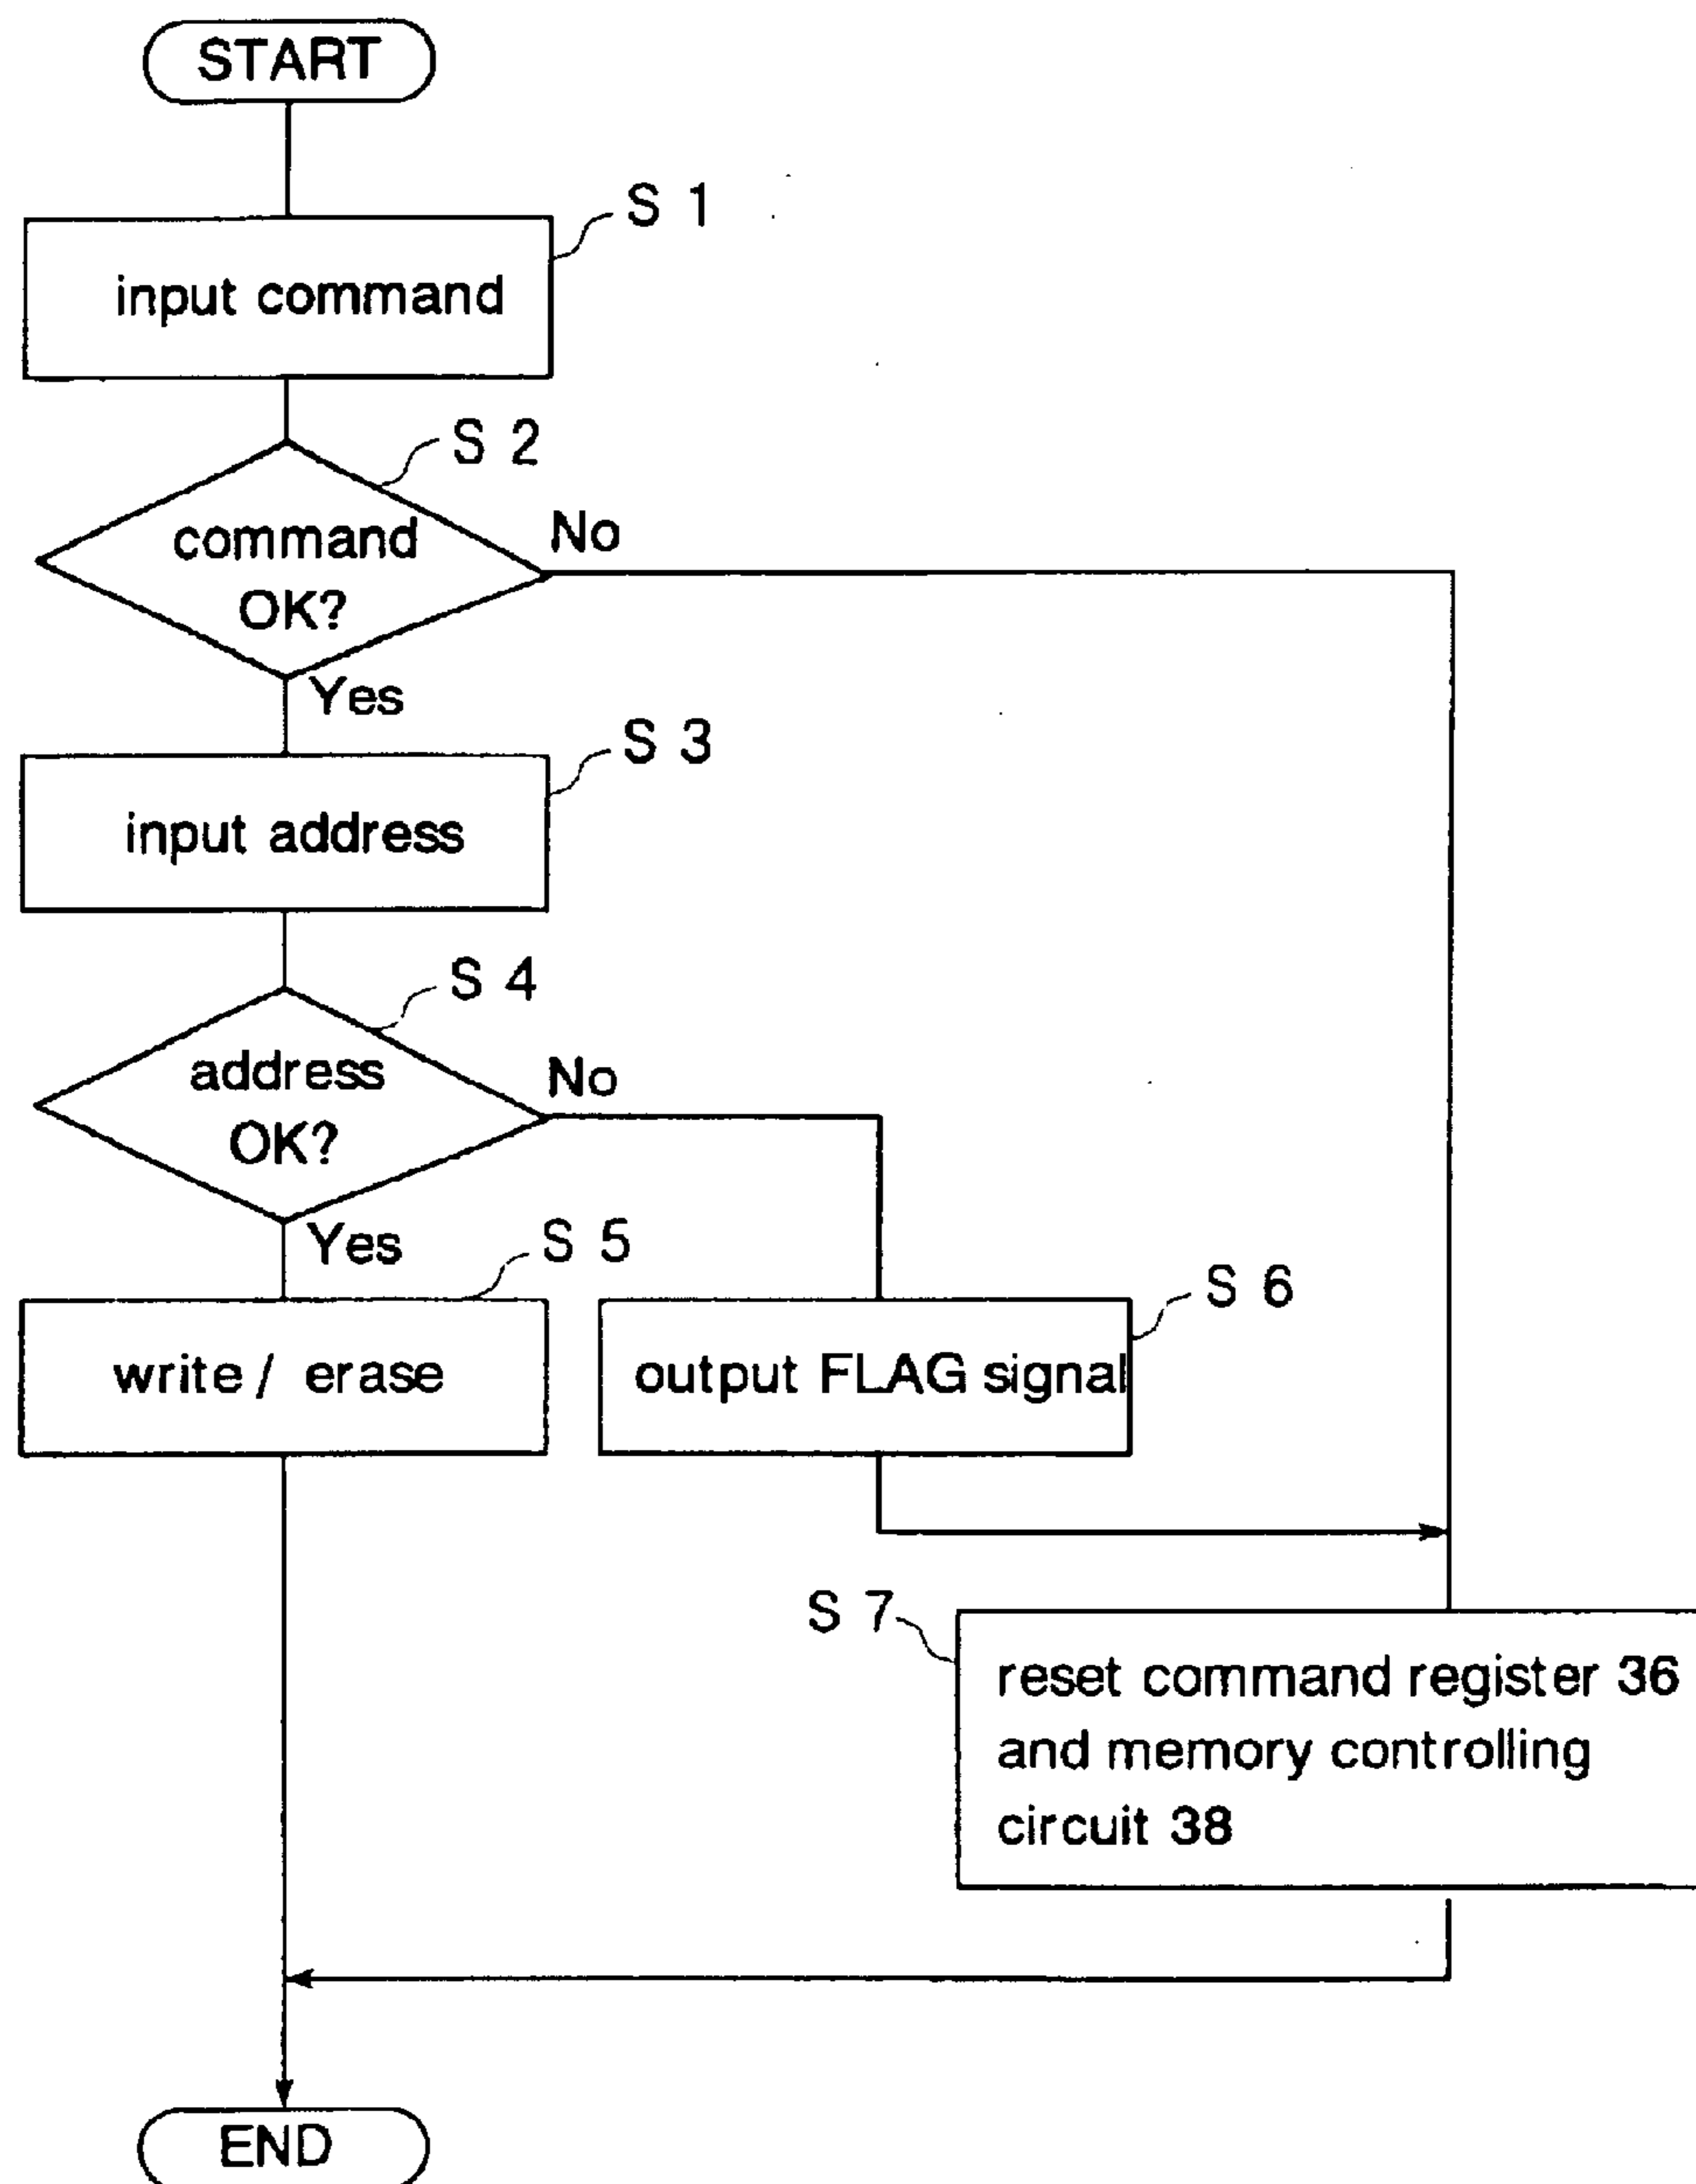 START
S 1
input command
S 2
command
OK?
No
Yes
S 3
input address
S 4
address
OK?
No
Yes
S 5
write / erase
S 6
output FLAG signal
S 7
reset command register 36
and memory controlling
circuit 38
END